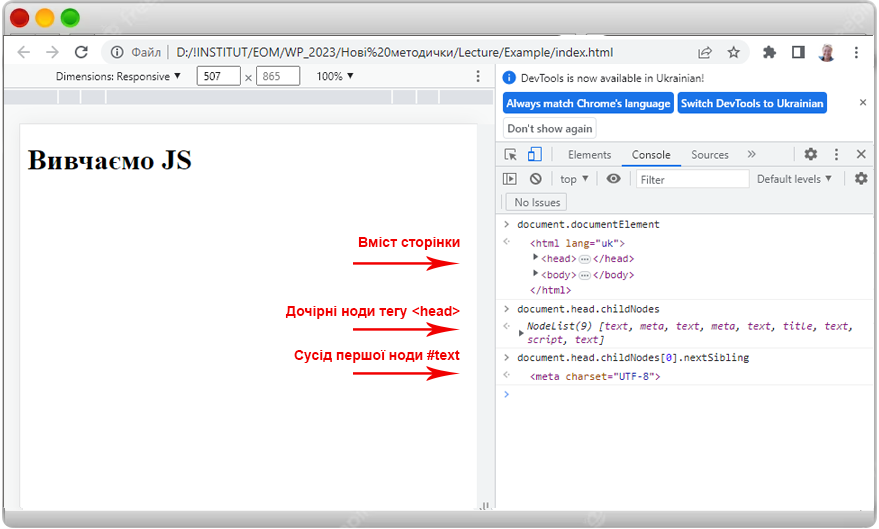 Файл D:/!INSTITUT/EOM/WP_2023/Нові%20методички/Lecture/Example/index.html
Dimensions: Responsive ▼ 507 × 865 100% ▼
Вивчаємо JS
Вміст сторінки
Дочірні ноди тегу <head>
Сусід першої ноди #text
DevTools is now available in Ukrainian!
Always match Chrome's language Switch DevTools to Ukrainian ×
Don't show again
Elements Console Sources »
top ▼ Filter Default levels ▼
No Issues
> document.documentElement
<html lang="uk">
▶ <head>…</head>
▶ <body>…</body>
</html>
> document.head.childNodes
▶ NodeList(9) [text, meta, text, meta, text, title, text,
script, text]
> document.head.childNodes[0].nextSibling
<meta charset="UTF-8">
>